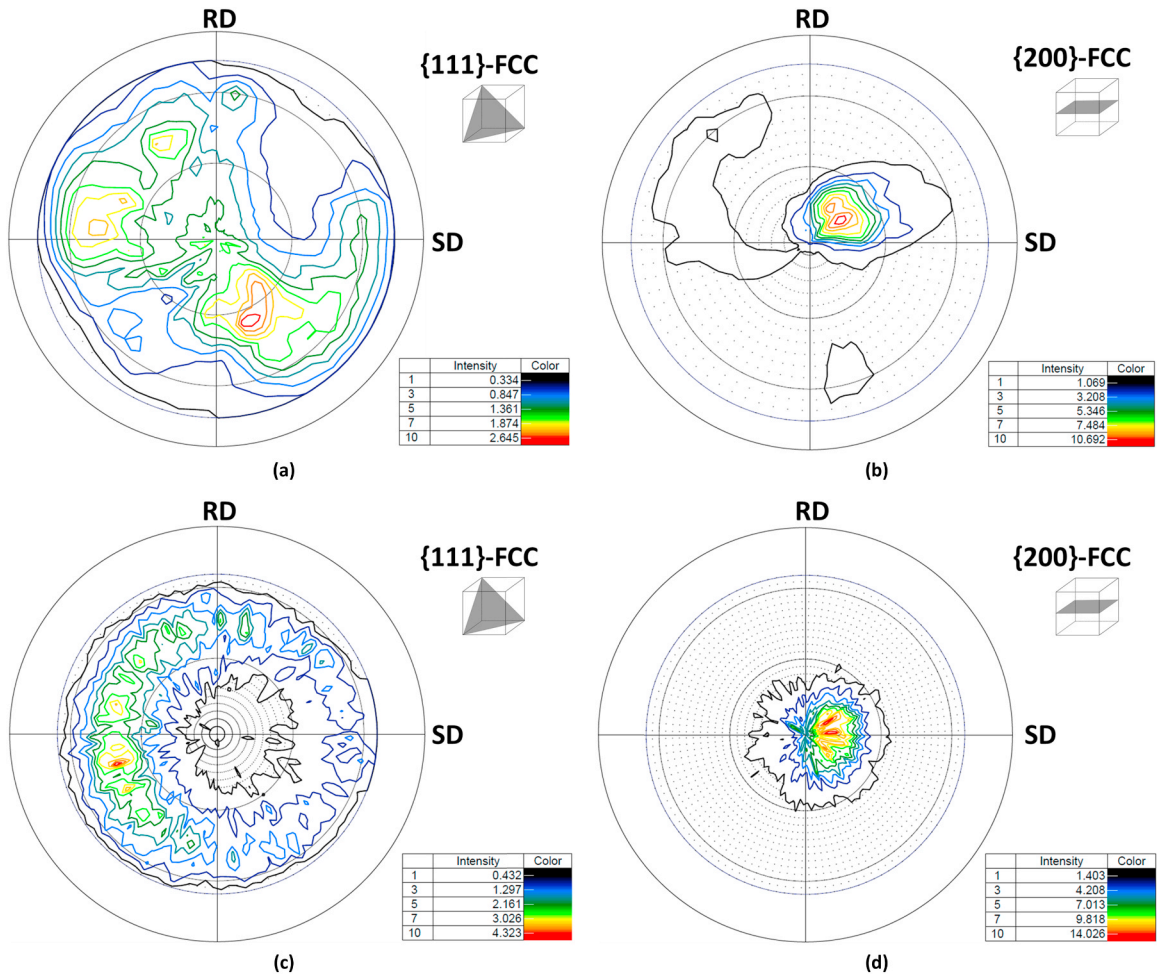 RD
{111}-FCC
SD
Intensity Color
1 0.334
3 0.847
5 1.361
7 1.874
10 2.645
(a)
RD
{200}-FCC
SD
Intensity Color
1 1.069
3 3.208
5 5.346
7 7.484
10 10.692
(b)
RD
{111}-FCC
SD
Intensity Color
1 0.432
3 1.297
5 2.161
7 3.026
10 4.323
(c)
RD
{200}-FCC
SD
Intensity Color
1 1.403
3 4.208
5 7.013
7 9.818
10 14.026
(d)